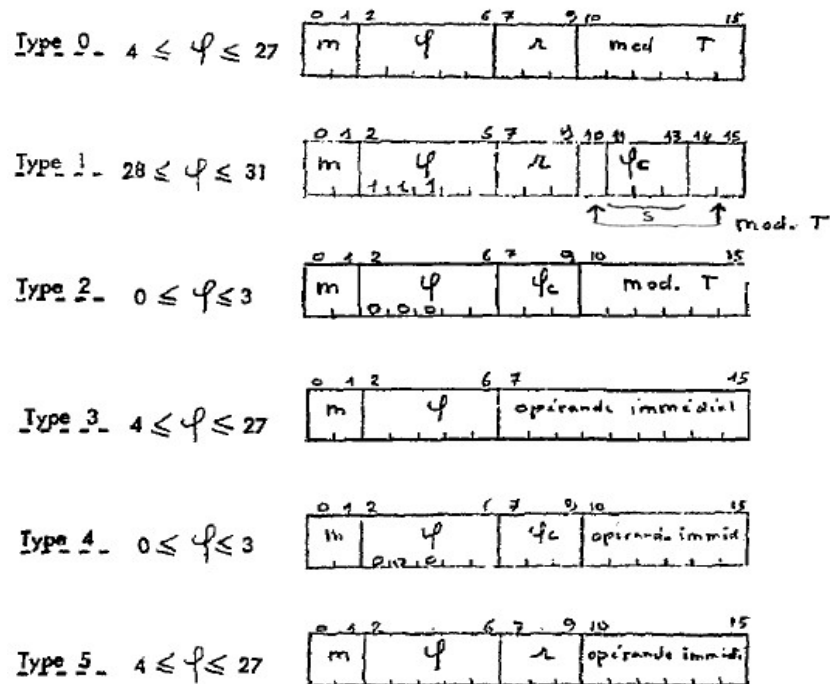 0 1 2 6 7 9 10 15
Type 0 4 ≤ φ ≤ 27 m φ r mod T
0 1 2 7 9 10 11 13 14 15
Type 1 28 ≤ φ ≤ 31 m φ r φc
1 1 1
s
mod. T
0 1 2 6 7 9 10 15
Type 2 0 ≤ φ ≤ 3 m φ φc mod. T
0 0 0
0 1 2 6 7 15
Type 3 4 ≤ φ ≤ 27 m φ opérande immédiat
0 1 2 7 9 10 15
Type 4 0 ≤ φ ≤ 3 m φ φc opérande imméd
0 0
0 1 2 6 7 9 10 15
Type 5 4 ≤ φ ≤ 27 m φ r opérande immédi